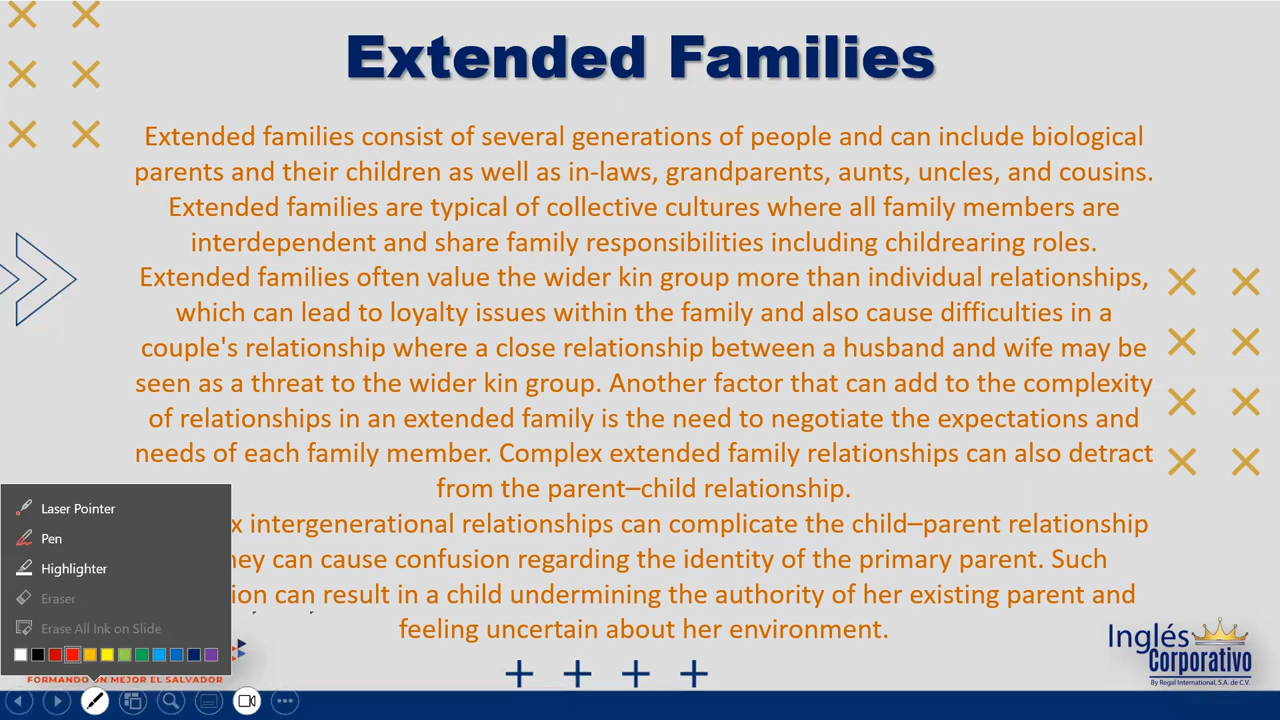 Extended Families
Extended families consist of several generations of people and can include biological
parents and their children as well as in-laws, grandparents, aunts, uncles, and cousins.
Extended families are typical of collective cultures where all family members are
interdependent and share family responsibilities including childrearing roles.
Extended families often value the wider kin group more than individual relationships,
which can lead to loyalty issues within the family and also cause difficulties in a
couple's relationship where a close relationship between a husband and wife may be
seen as a threat to the wider kin group. Another factor that can add to the complexity
of relationships in an extended family is the need to negotiate the expectations and
needs of each family member. Complex extended family relationships can also detract
from the parent–child relationship.
intergenerational relationships can complicate the child–parent relationship
can cause confusion regarding the identity of the primary parent. Such
can result in a child undermining the authority of her existing parent and
feeling uncertain about her environment.
Laser Pointer
Pen
Highlighter
Eraser
Erase All Ink on Slide
FORMANDO UN MEJOR EL SALVADOR
Inglés
Corporativo
By Regal International, S.A. de C.V.